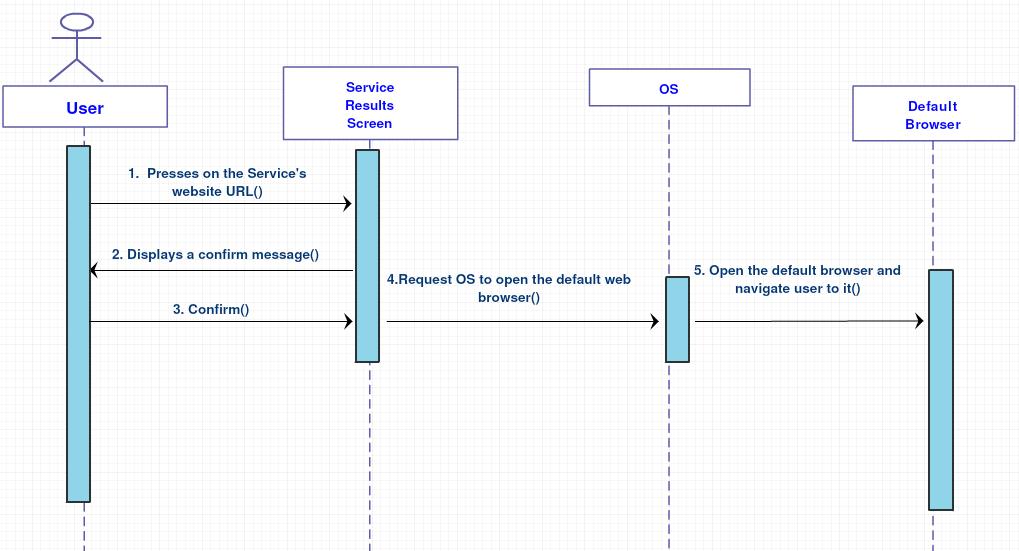 User
Service
Results
Screen
OS
Default
Browser
1.  Presses on the Service's
website URL()
2. Displays a confirm message()
3. Confirm()
4.Request OS to open the default web
browser()
5. Open the default browser and
navigate user to it()